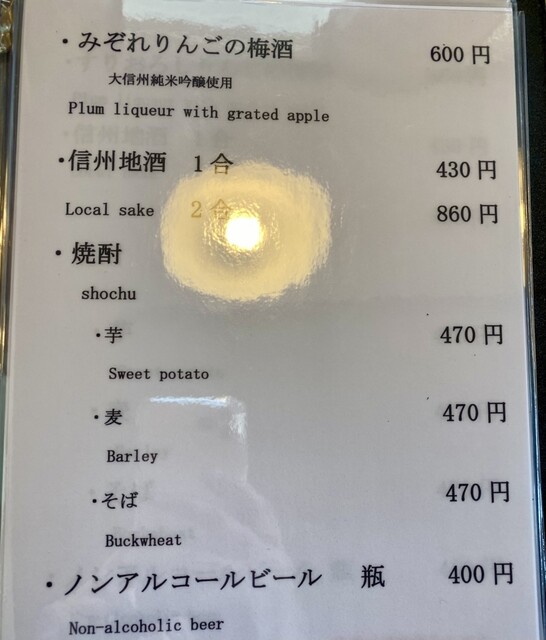 ・みぞれりんごの梅酒 600円
大信州純米吟醸使用
Plum liqueur with grated apple
・信州地酒 1合 430円
Local sake 2合 860円
・焼酎
shochu
・芋 470円
Sweet potato
・麦 470円
Barley
・そば 470円
Buckwheat
・ノンアルコールビール 瓶 400円
Non-alcoholic beer